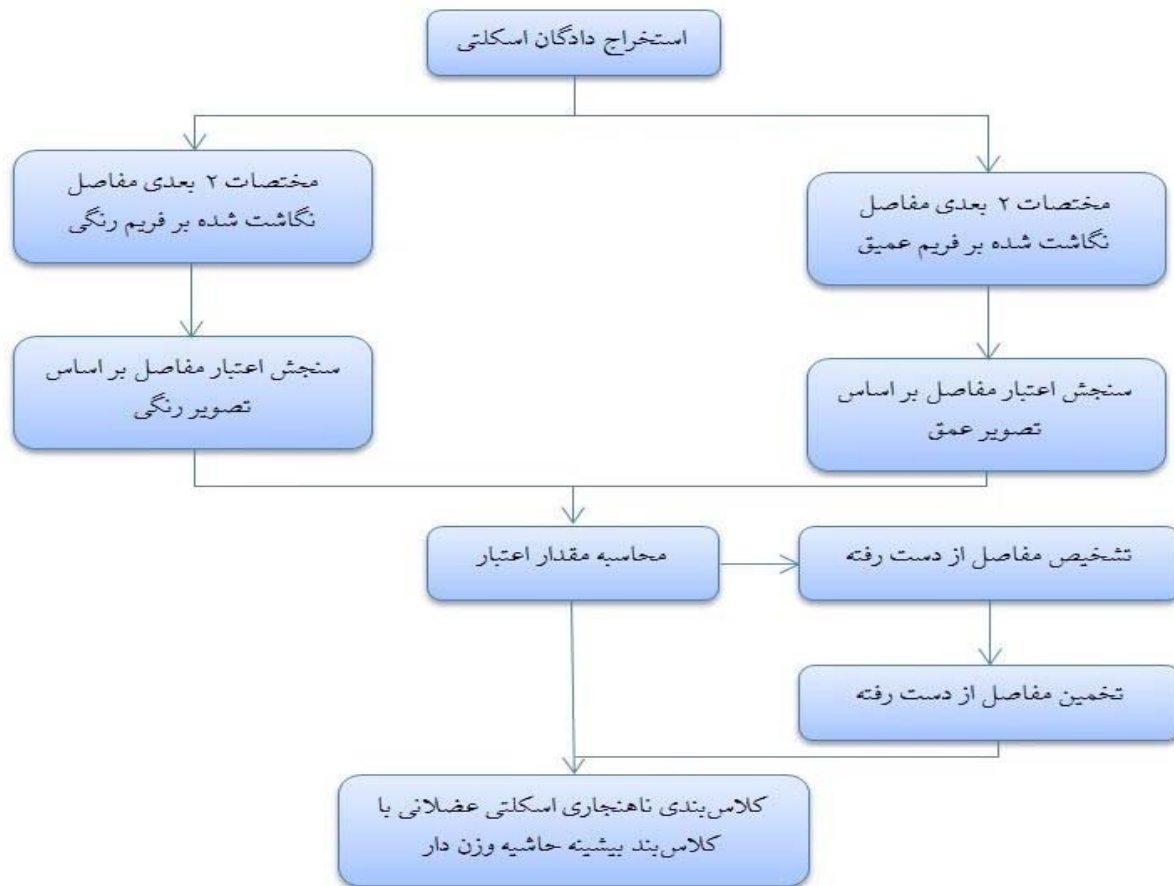 استخراج دادگان اسکلتی
مختصات ۲ بعدی مفاصل
نگاشت شده بر فریم رنگی
مختصات ۲ بعدی مفاصل
نگاشت شده بر فریم عمیق
سنجش اعتبار مفاصل بر اساس
تصویر رنگی
سنجش اعتبار مفاصل بر اساس
تصویر عمق
محاسبه مقدار اعتبار
تشخیص مفاصل از دست رفته
تخمین مفاصل از دست رفته
کلاس‌بندی ناهنجاری اسکلتی عضلانی با
کلاس‌بند بیشینه حاشیه وزن دار